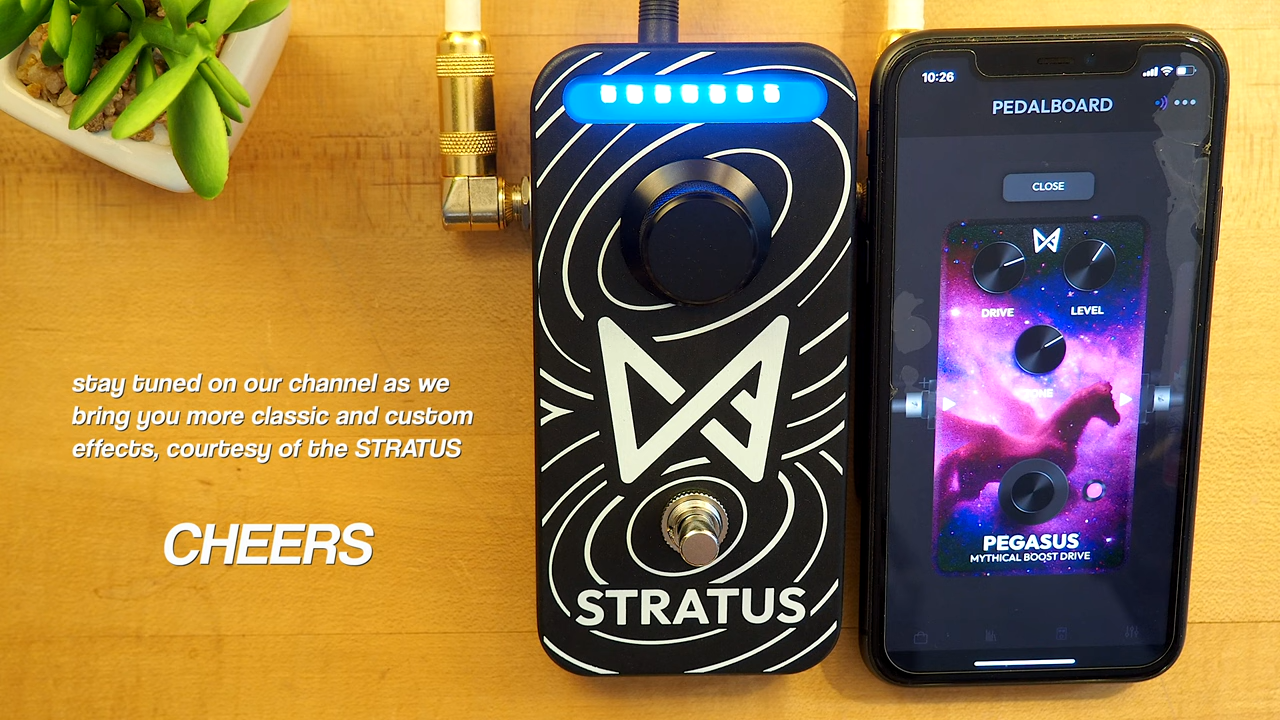 stay tuned on our channel as we
bring you more classic and custom
effects, courtesy of the STRATUS
CHEERS
STRATUS
10:26
PEDALBOARD
CLOSE
DRIVE
LEVEL
TONE
PEGASUS
MYTHICAL BOOST DRIVE